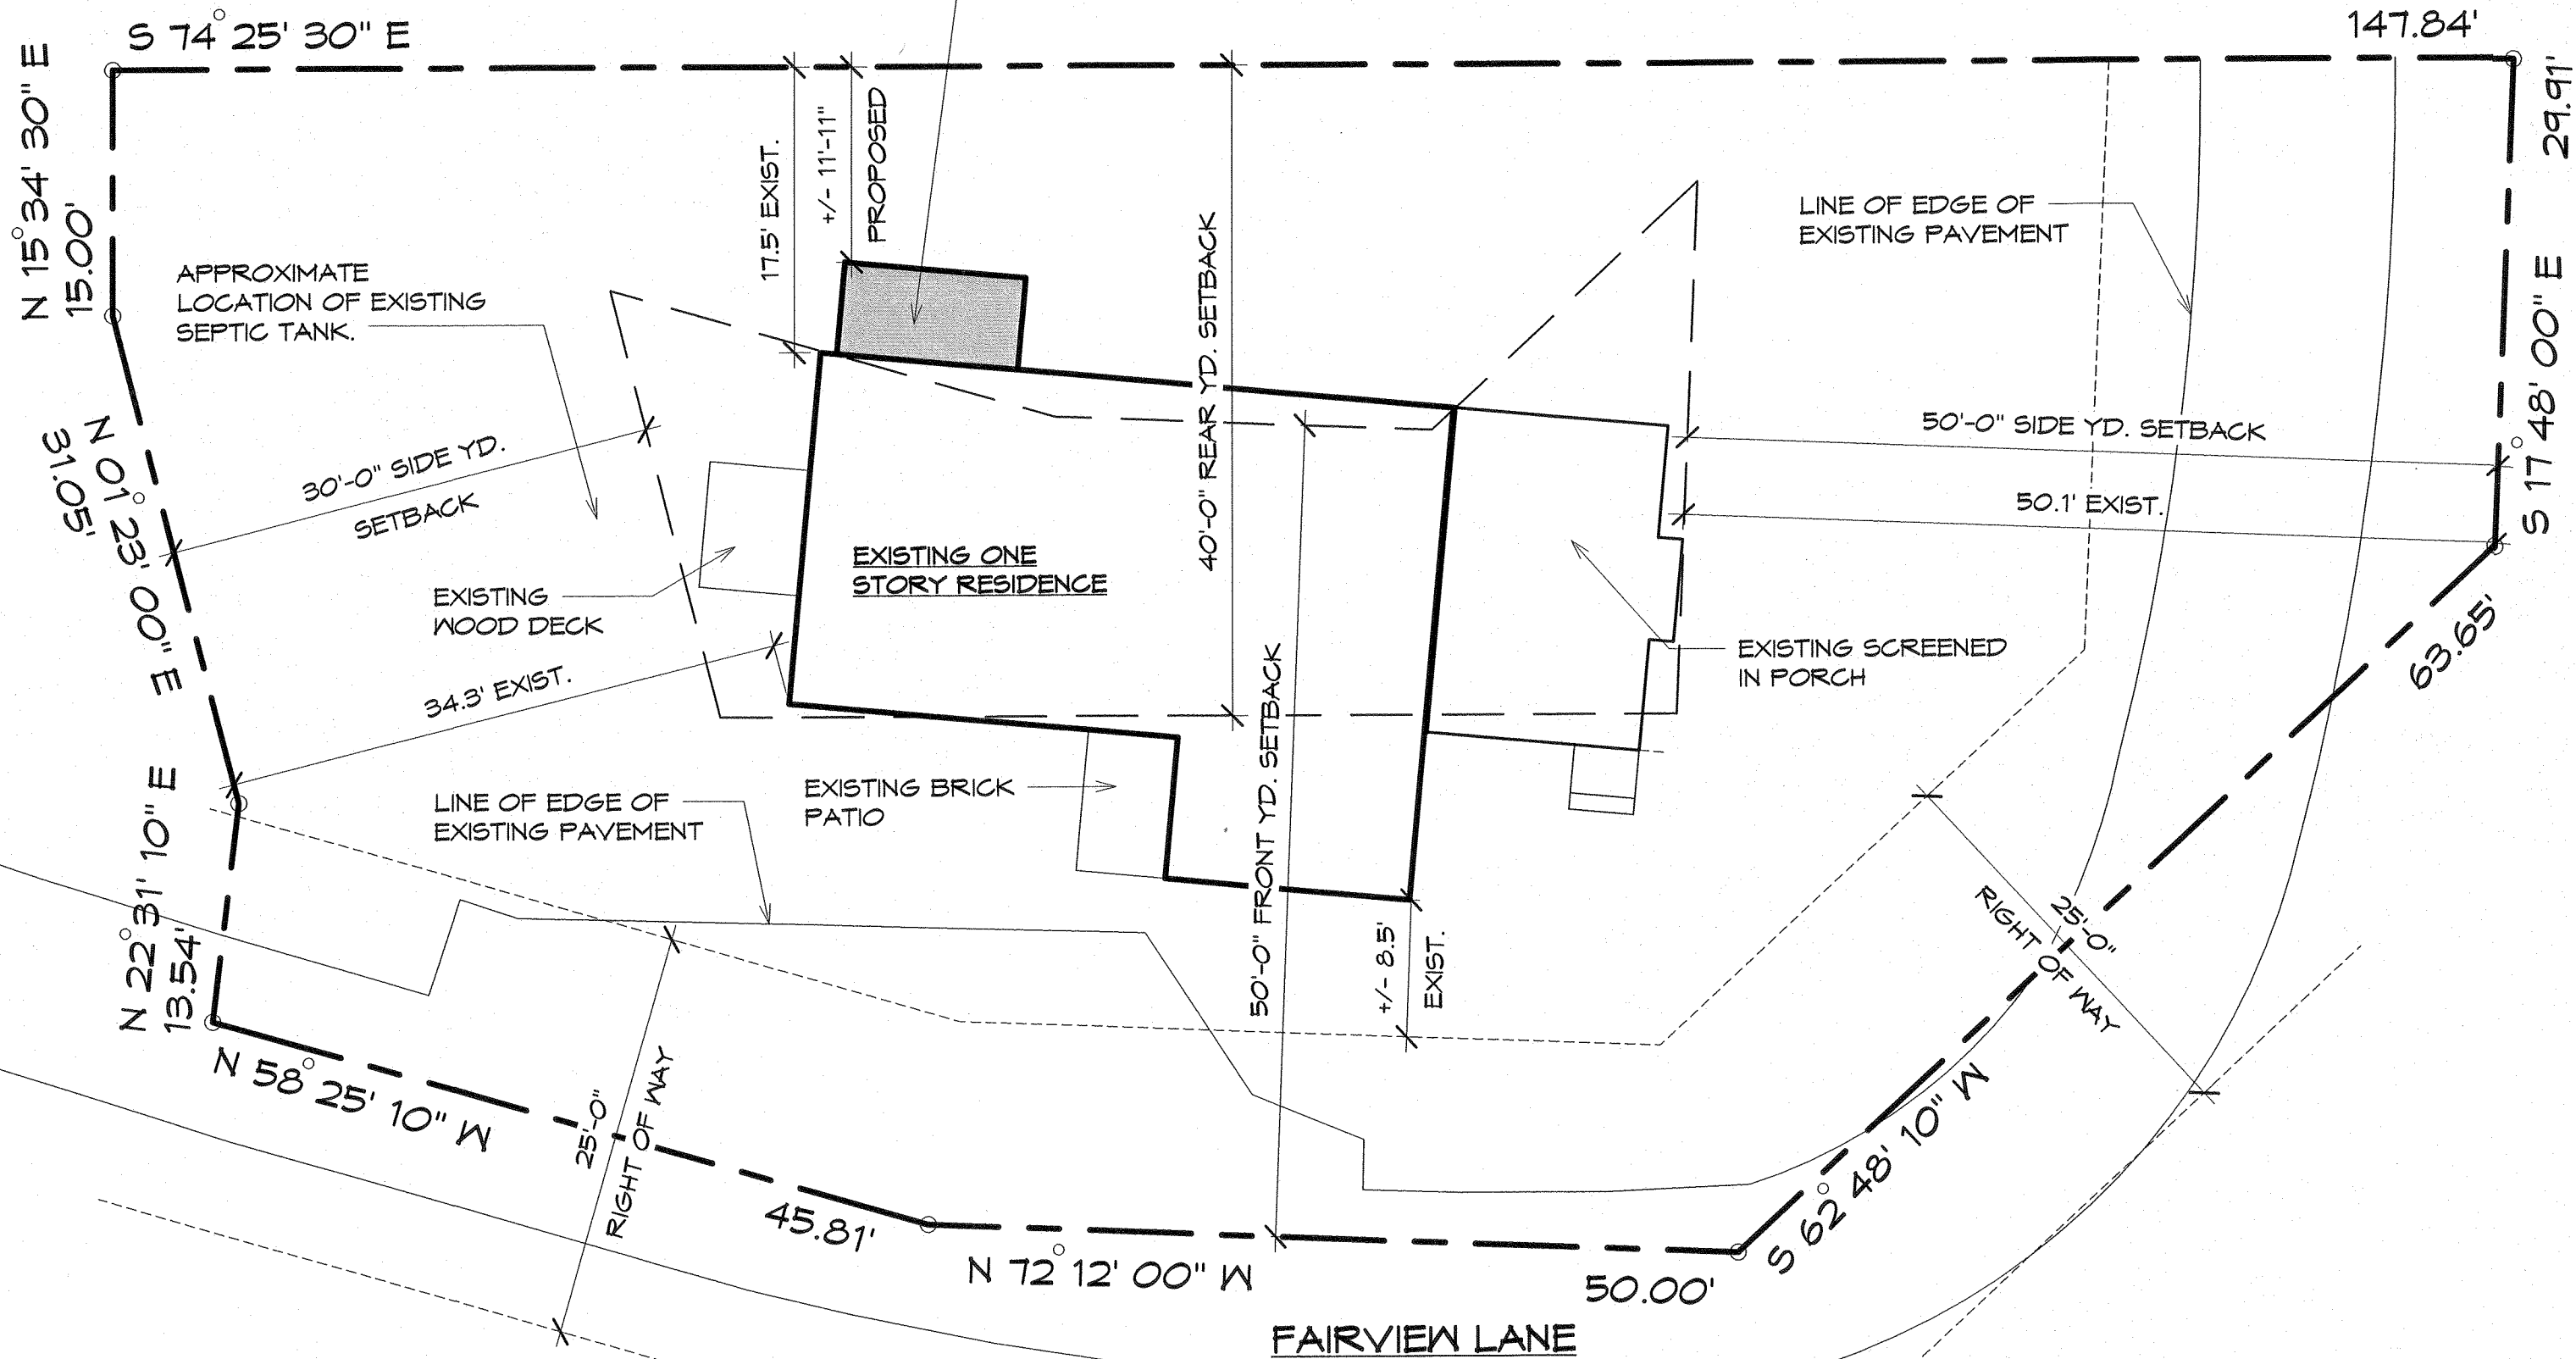 S 74° 25' 30" E
147.84'
N 15° 34' 30" E
15.00'
29.91'
S 17° 48' 00" E
17.5' EXIST.
+/- 11'-11"
PROPOSED
40'-0" REAR YD. SETBACK
LINE OF EDGE OF
EXISTING PAVEMENT
APPROXIMATE
LOCATION OF EXISTING
SEPTIC TANK.
N 01° 23' 00" E
31.05'
30'-0" SIDE YD.
SETBACK
50'-0" SIDE YD. SETBACK
50.1' EXIST.
EXISTING ONE
STORY RESIDENCE
EXISTING
WOOD DECK
34.3' EXIST.
EXISTING SCREENED
IN PORCH
63.65'
50'-0" FRONT YD. SETBACK
LINE OF EDGE OF
EXISTING PAVEMENT
EXISTING BRICK
PATIO
N 22° 31' 10" E
13.54'
+/- 8.5'
EXIST.
25'-0"
RIGHT OF WAY
N 58° 25' 10" W
45.81'
25'-0"
RIGHT OF WAY
N 72° 12' 00" W
50.00'
S 62° 48' 10" W
FAIRVIEW LANE